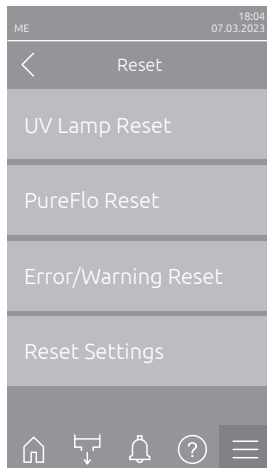 18:04
ME 07.03.2023
Reset
UV Lamp Reset
PureFlo Reset
Error/Warning Reset
Reset Settings
?